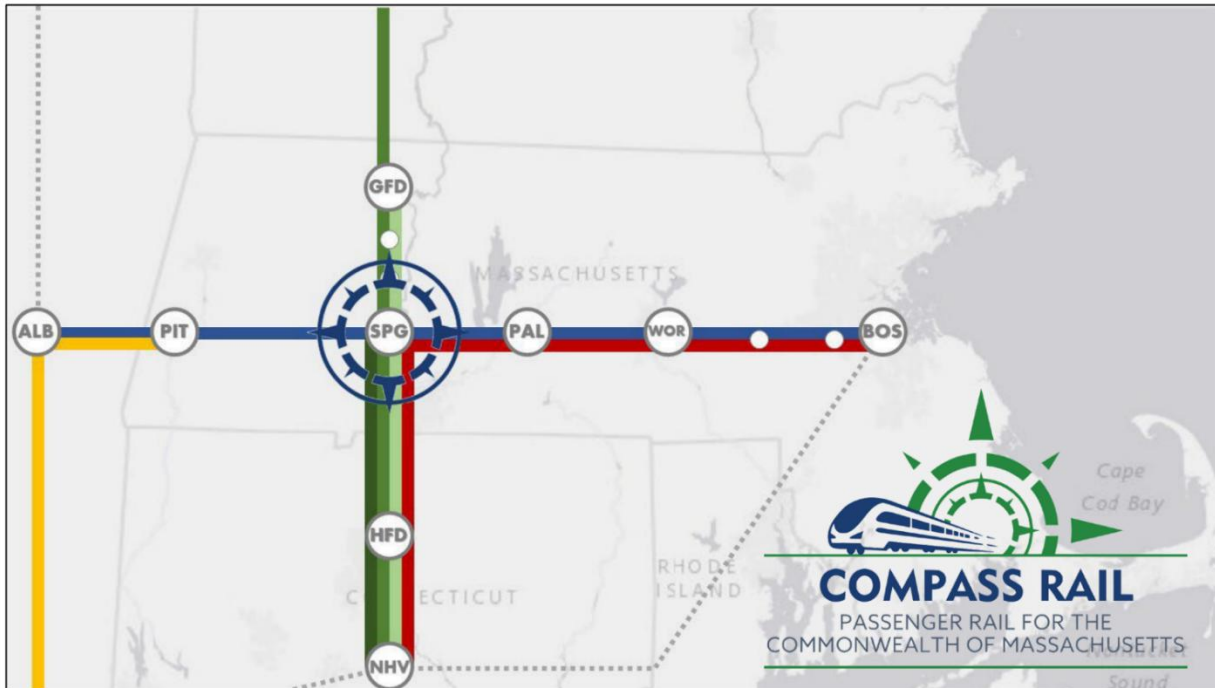 GFD
MASSACHUSETTS
ALB
PIT
SPG
PAL
WOR
BOS
Cape
Cod Bay
HFD
RHODE
ISLAND
COMPASS RAIL
PASSENGER RAIL FOR THE
COMMONWEALTH OF MASSACHUSETTS
NHV
Sound